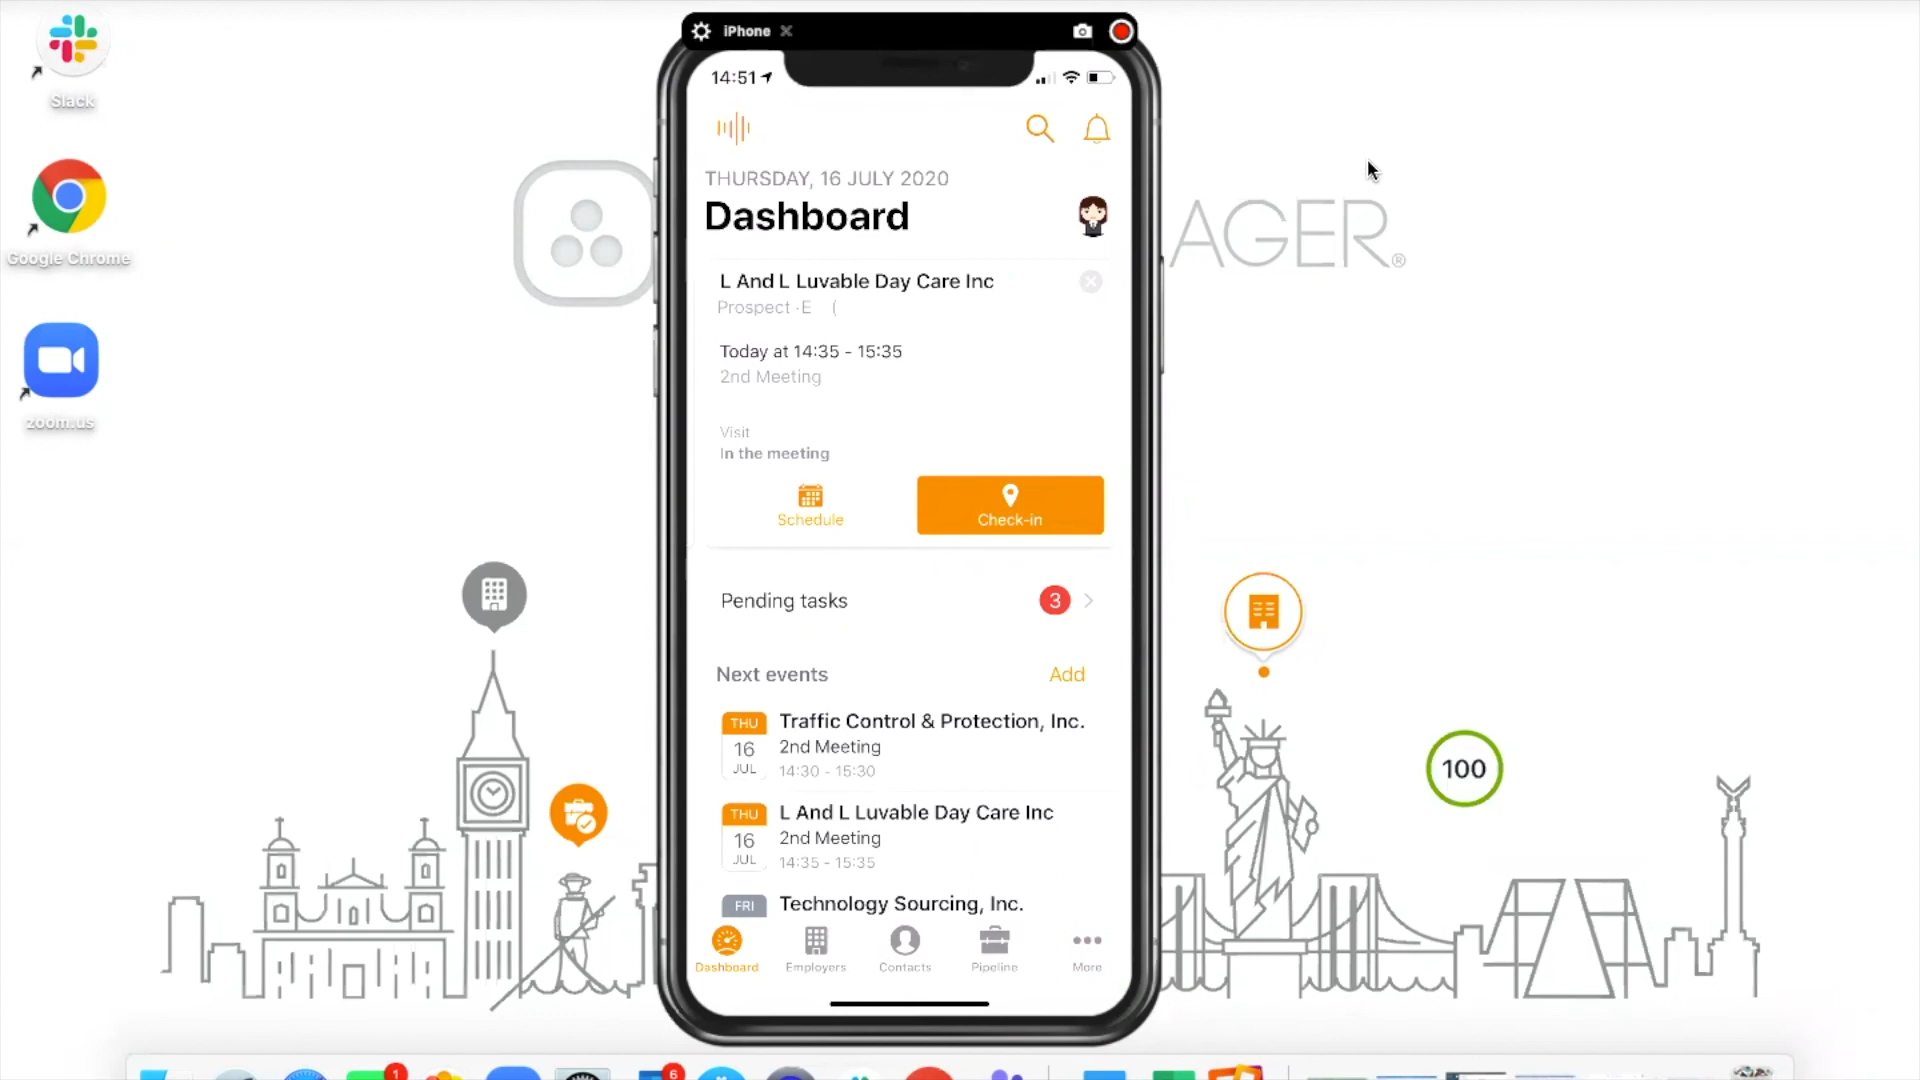 Slack
Google Chrome
zoom.us
iPhone
14:51
THURSDAY, 16 JULY 2020
Dashboard
L And L Luvable Day Care Inc
Prospect -E (
Today at 14:35 - 15:35
2nd Meeting
Visit
In the meeting
Schedule
Check-in
Pending tasks
3
Next events
Add
THU
16
JUL
Traffic Control & Protection, Inc.
2nd Meeting
14:30 - 15:30
THU
16
JUL
L And L Luvable Day Care Inc
2nd Meeting
14:35 - 15:35
FRI
Technology Sourcing, Inc.
Dashboard
Employers
Contacts
Pipeline
More
AGER®
100
1
6